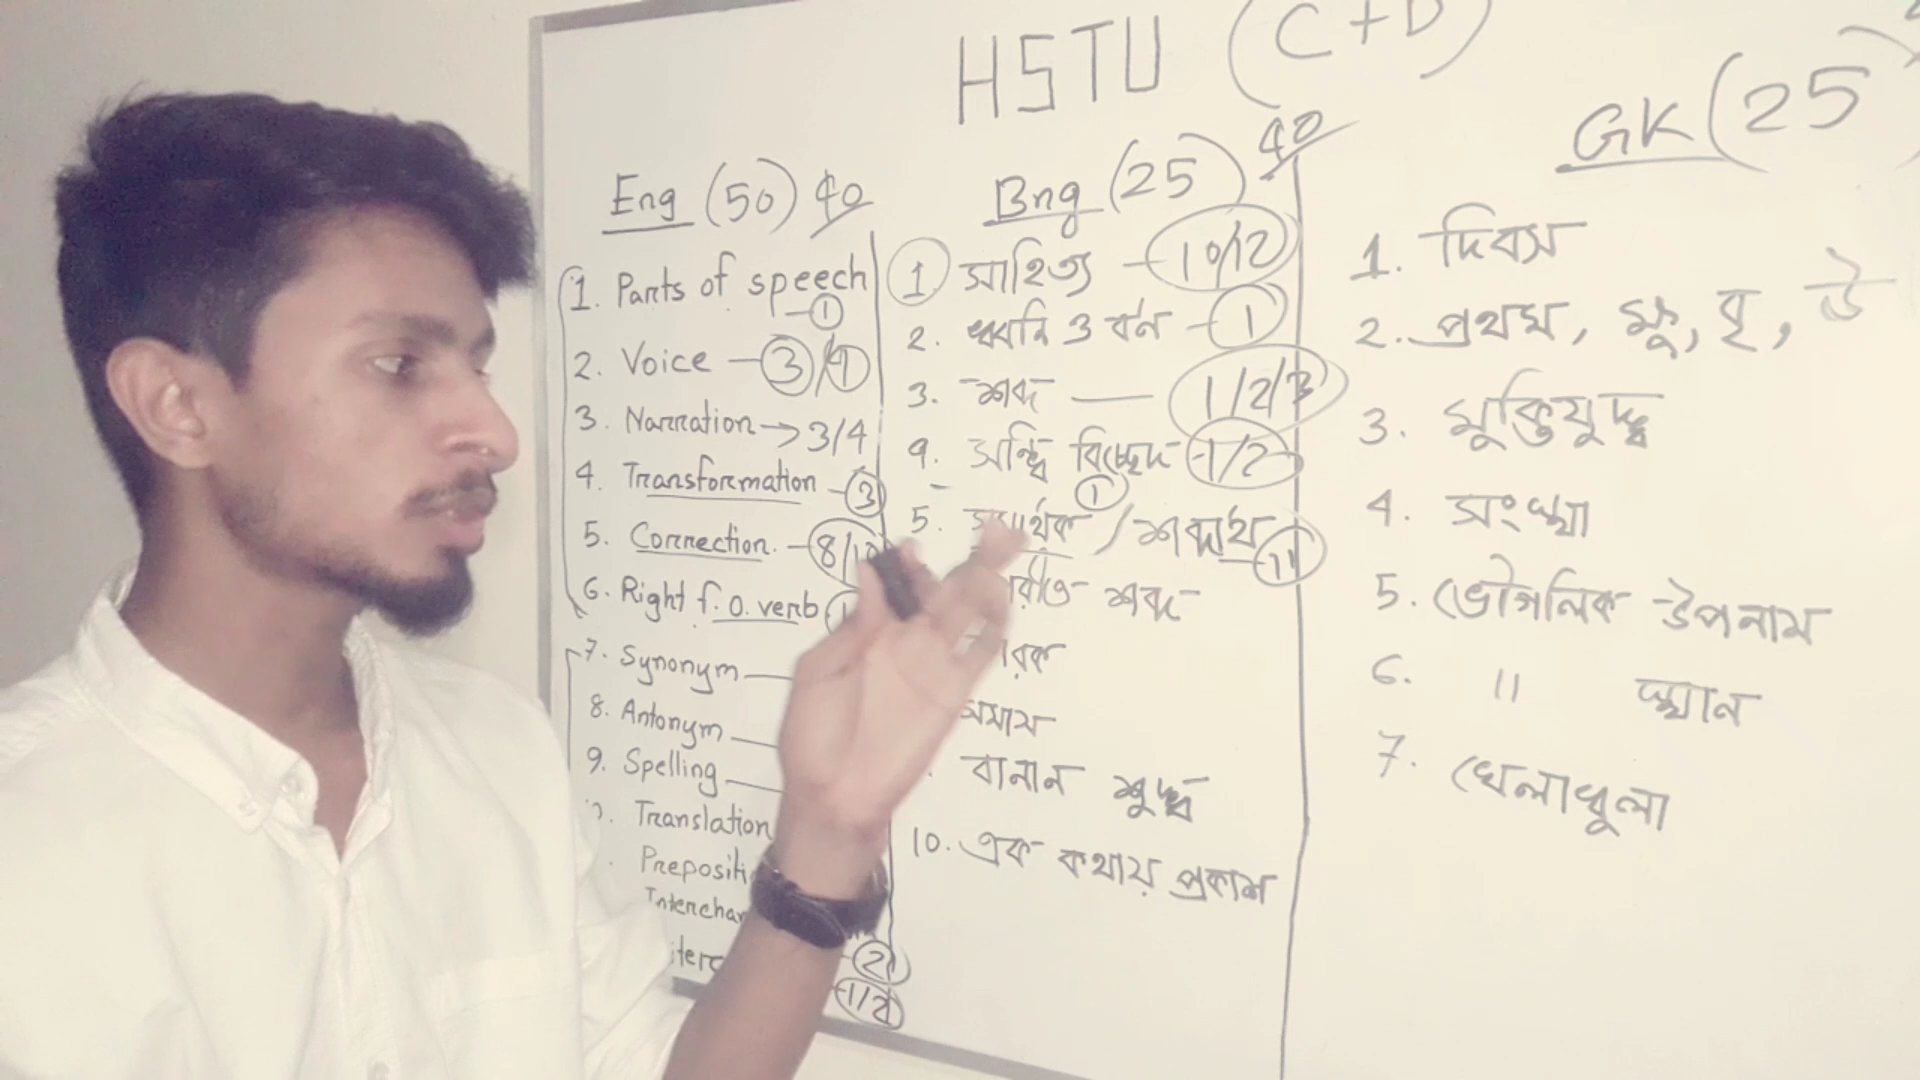 HSTU (C+D)
Eng (50) 40
1. Parts of speech
1
2. Voice — 3/4
3. Narration → 3/4
4. Transformation - 3
5. Correction. - 8/10
6. Right f. o. verb
7. Synonym
8. Antonym
9. Spelling
Translation
Prepositi
Interchan
2
1/2
Bng (25) 40
1 সাহিত্য - 10/12
2. ধ্বনি ও বর্ন - 1
3. শব্দ — 1/2/3
4. সন্ধি বিচ্ছেদ 1/2
5. সমার্থক 1 / শব্দার্থ
শব্দ
সমাস
বানান শুদ্ধ
10. এক কথায় প্রকাশ
GK (25
1. দিবস
2. প্রথম, ক্ষু, বৃ, উ
3. মুক্তিযুদ্ধ
4. সংস্থা
5. ভৌগলিক উপনাম
6. " স্থান
7. খেলাধুলা